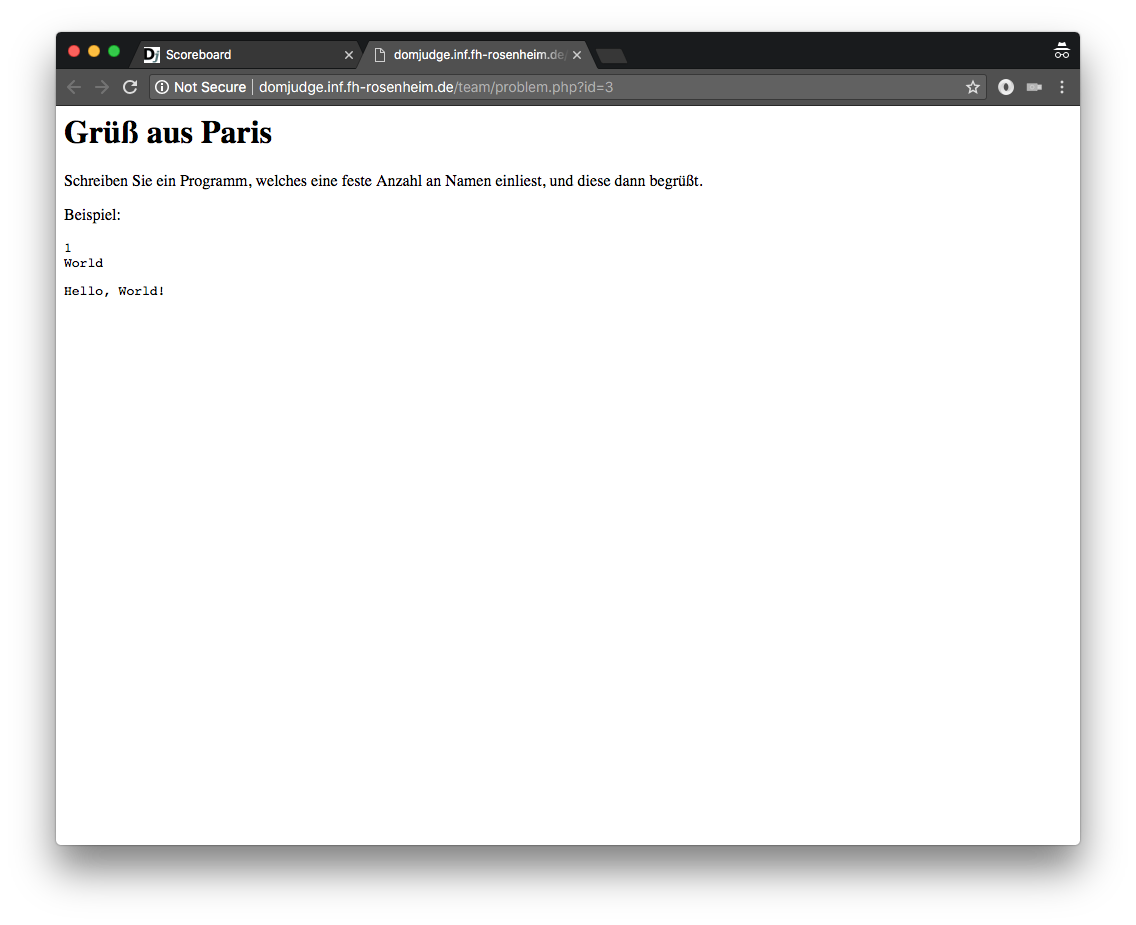 Scoreboard
domjudge.inf.fh-rosenheim.de/
Not Secure | domjudge.inf.fh-rosenheim.de/team/problem.php?id=3
Grüß aus Paris
Schreiben Sie ein Programm, welches eine feste Anzahl an Namen einliest, und diese dann begrüßt.
Beispiel:
1
World
Hello, World!